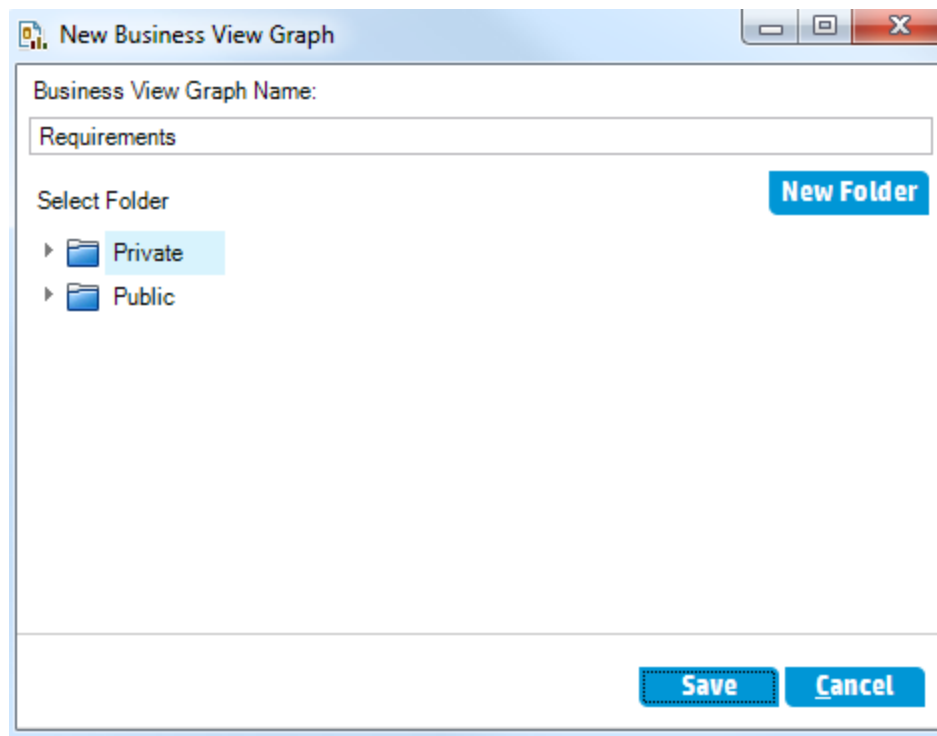 New Business View Graph
Business View Graph Name:
Requirements
New Folder
Select Folder
Private
Public
Save
Cancel